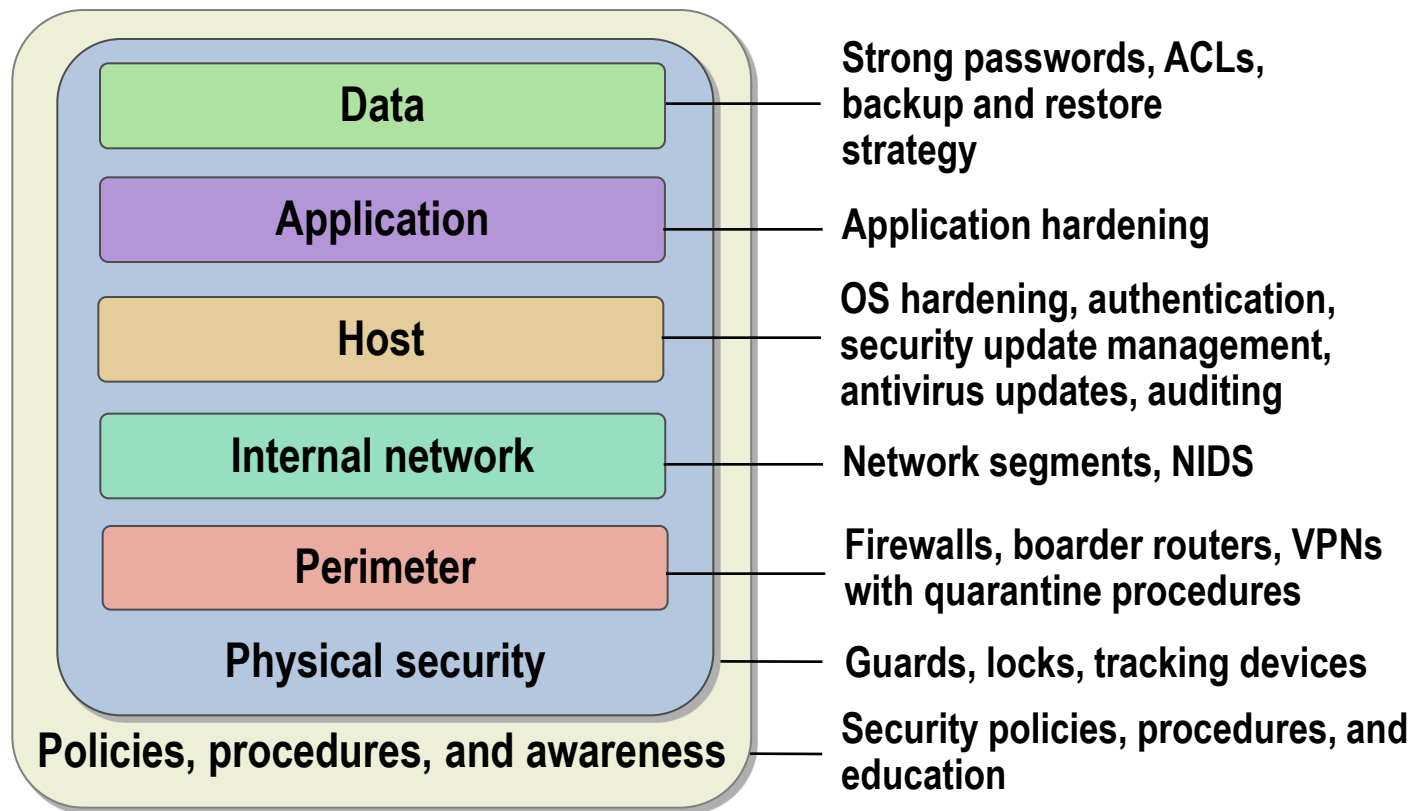 Data
Strong passwords, ACLs,
backup and restore
strategy
Application
Application hardening
Host
OS hardening, authentication,
security update management,
antivirus updates, auditing
Internal network
Network segments, NIDS
Perimeter
Firewalls, boarder routers, VPNs
with quarantine procedures
Physical security
Guards, locks, tracking devices
Policies, procedures, and awareness
Security policies, procedures, and
education